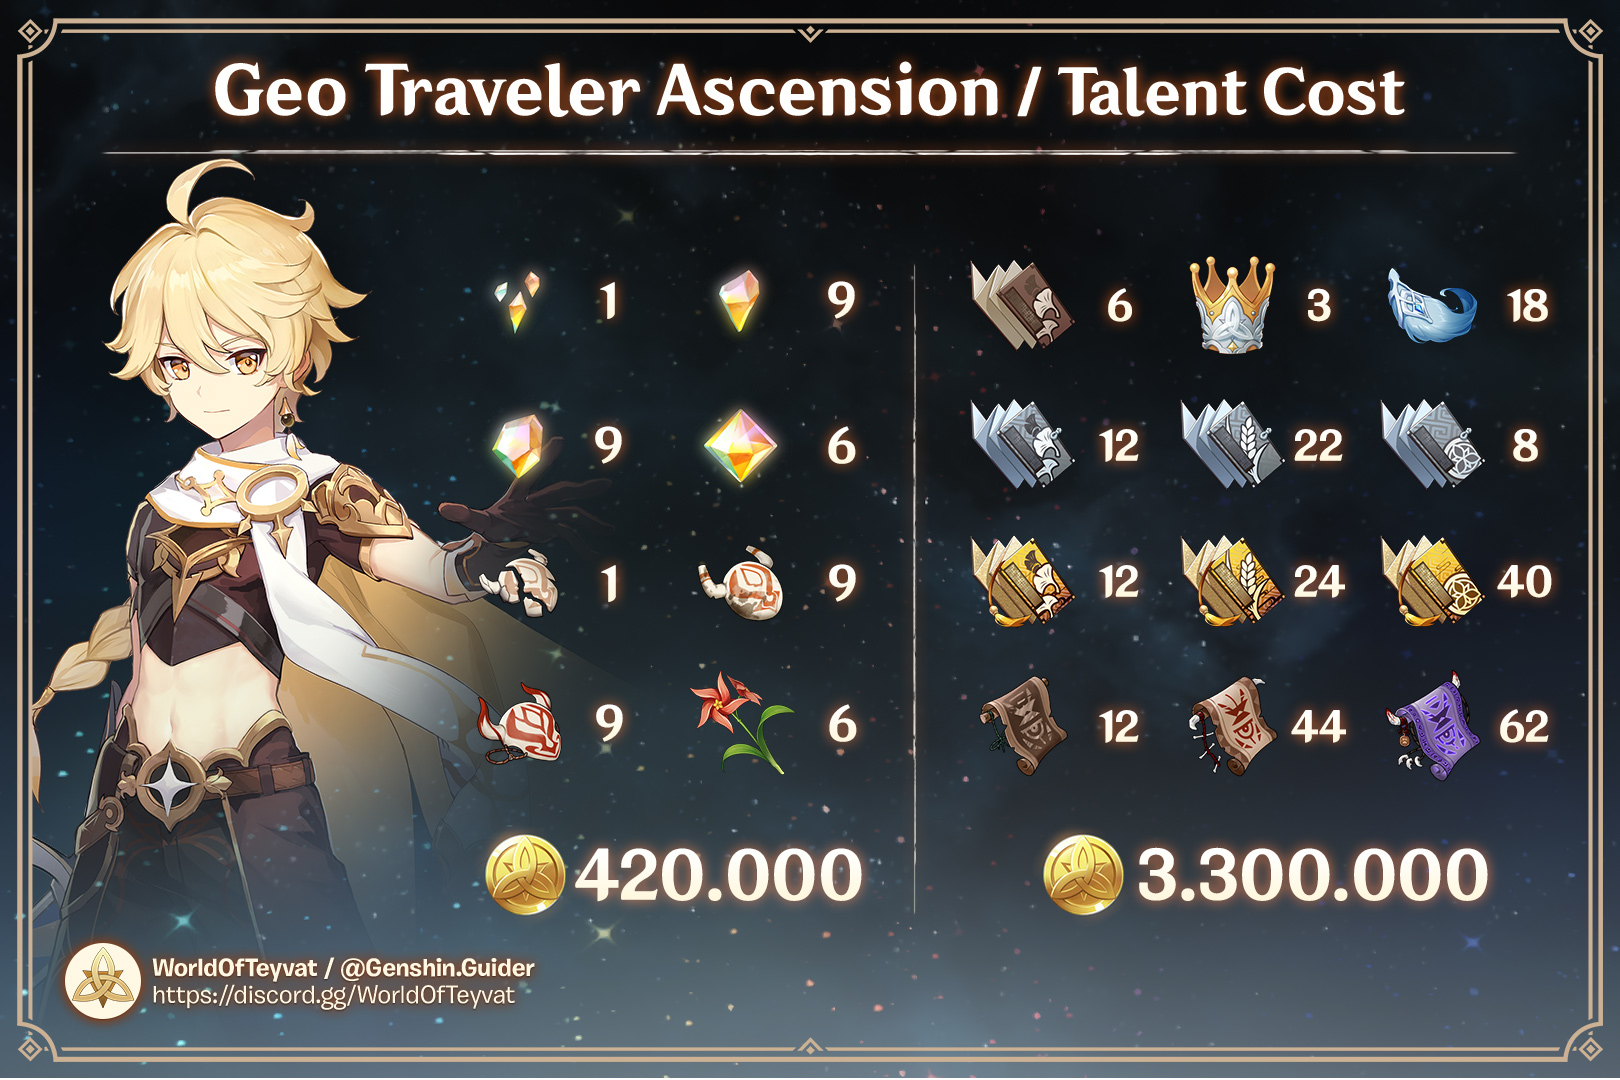 Geo Traveler Ascension / Talent Cost
1 9 6 3 18
9 6 12 22 8
1 9 12 24 40
9 6 12 44 62
420.000 3.300.000
WorldOfTeyvat / @Genshin.Guider
https://discord.gg/WorldOfTeyvat